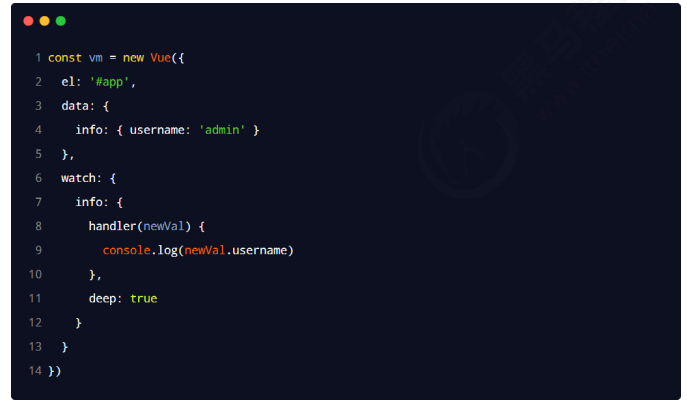 1 const vm = new Vue({
2   el: '#app',
3   data: {
4     info: { username: 'admin' }
5   },
6   watch: {
7     info: {
8       handler(newVal) {
9         console.log(newVal.username)
10       },
11       deep: true
12     }
13   }
14 })